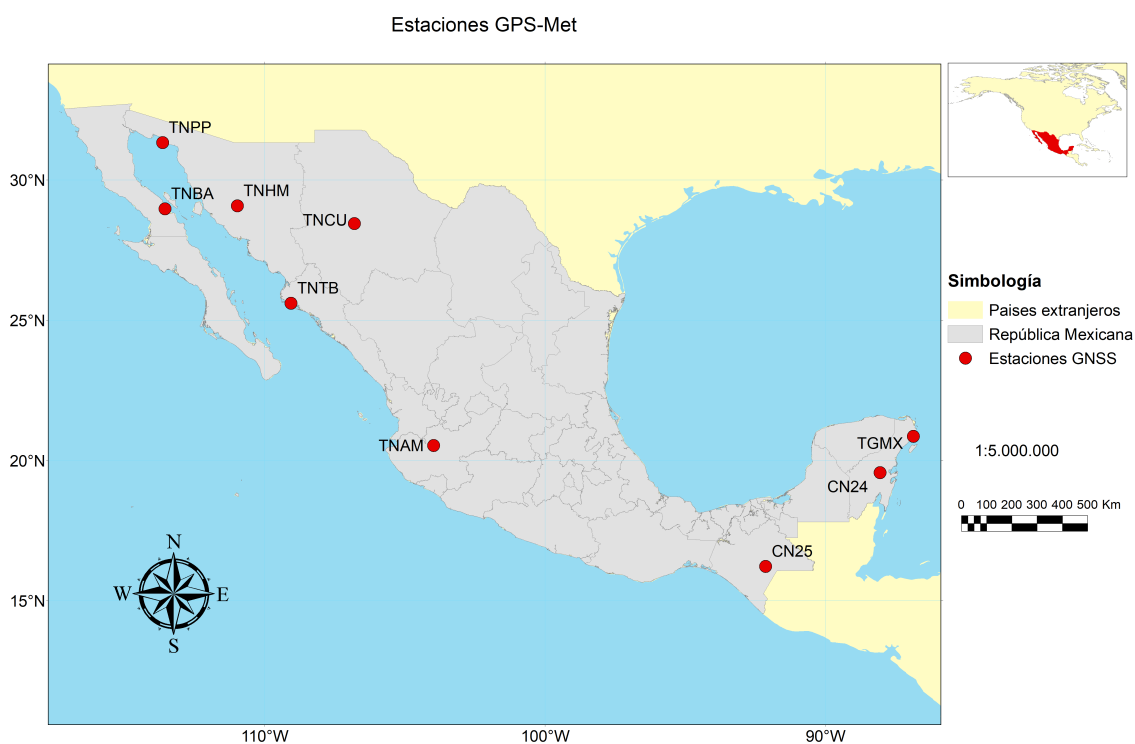 Estaciones GPS-Met
TNPP
TNBA
TNHM
TNCU
TNTB
TNAM
TGMX
CN24
CN25
30°N
25°N
20°N
15°N
110°W
100°W
90°W
N
W
E
S
Simbología
Paises extranjeros
República Mexicana
Estaciones GNSS
1:5.000.000
0 100 200 300 400 500 Km